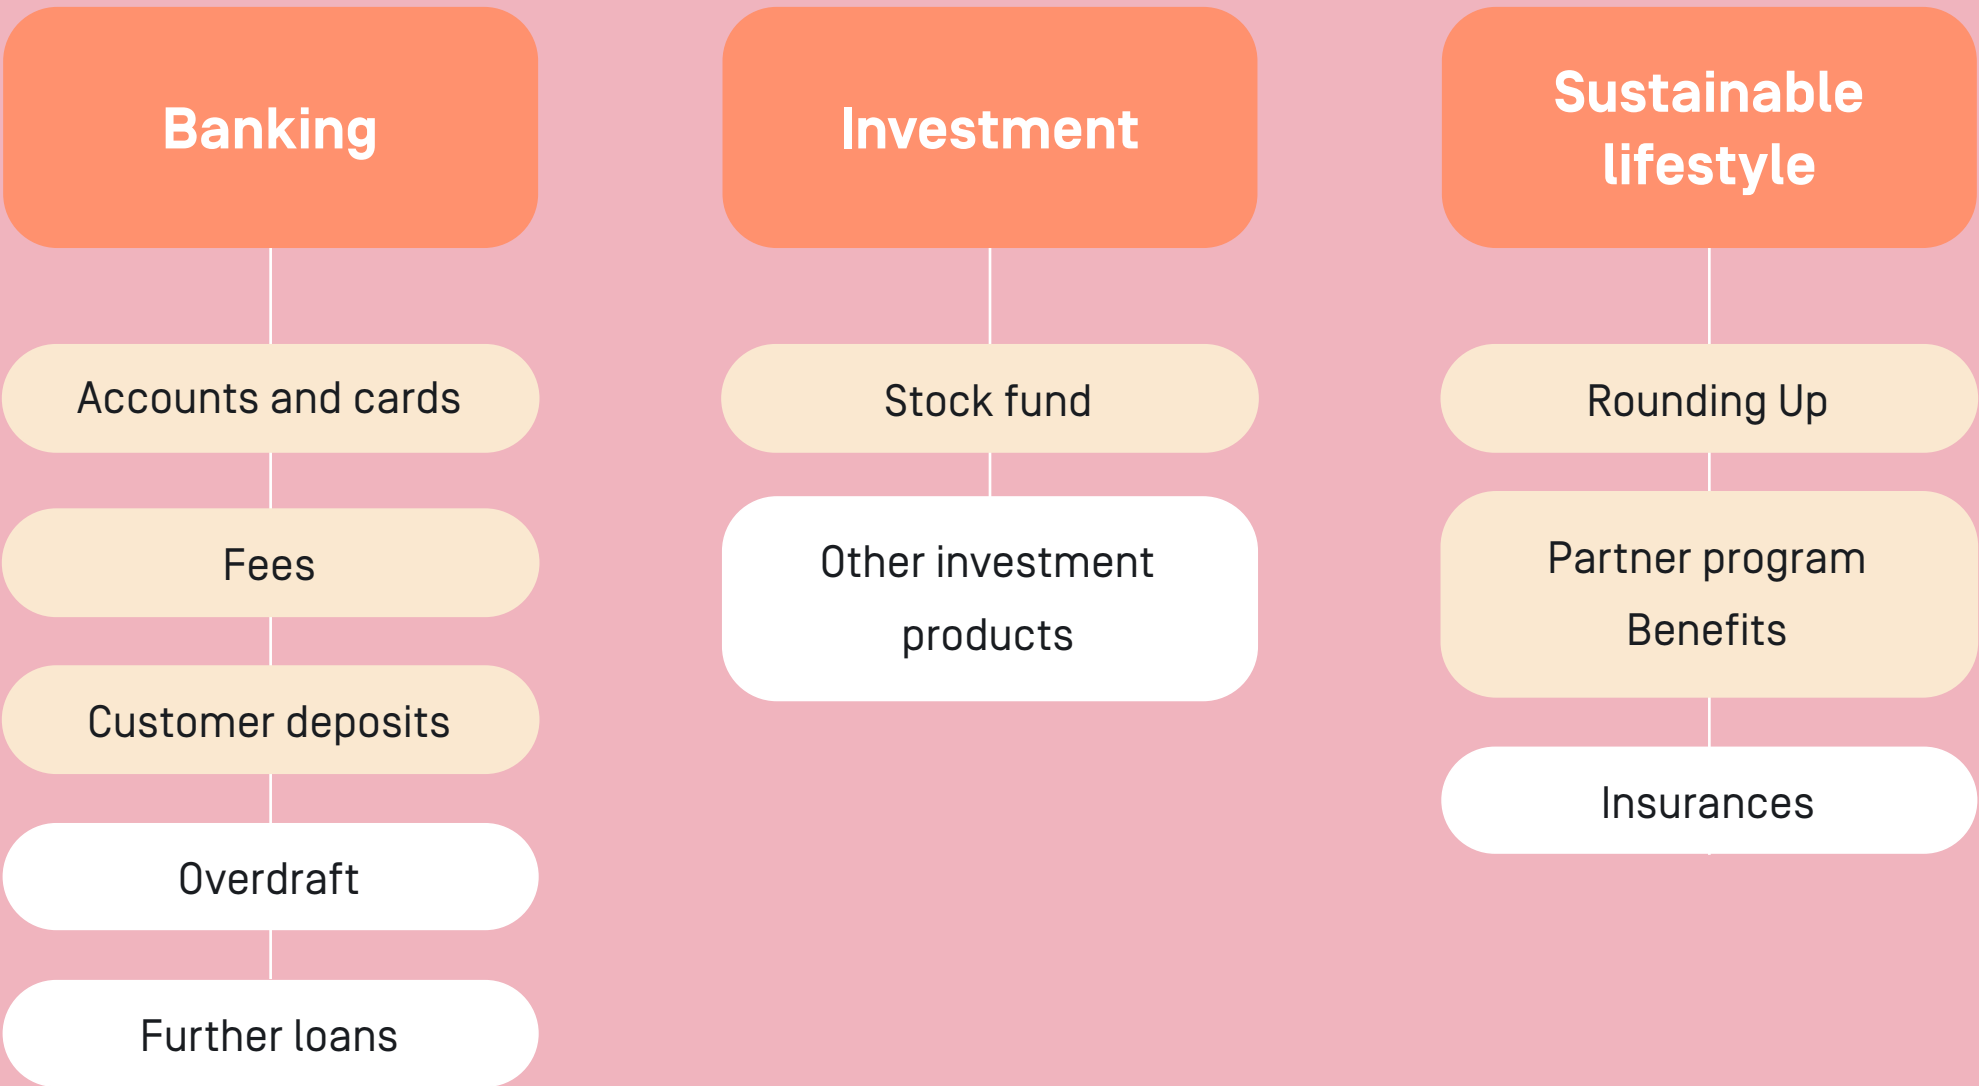 Banking
Accounts and cards
Fees
Customer deposits
Overdraft
Further loans
Investment
Stock fund
Other investment
products
Sustainable
lifestyle
Rounding Up
Partner program
Benefits
Insurances